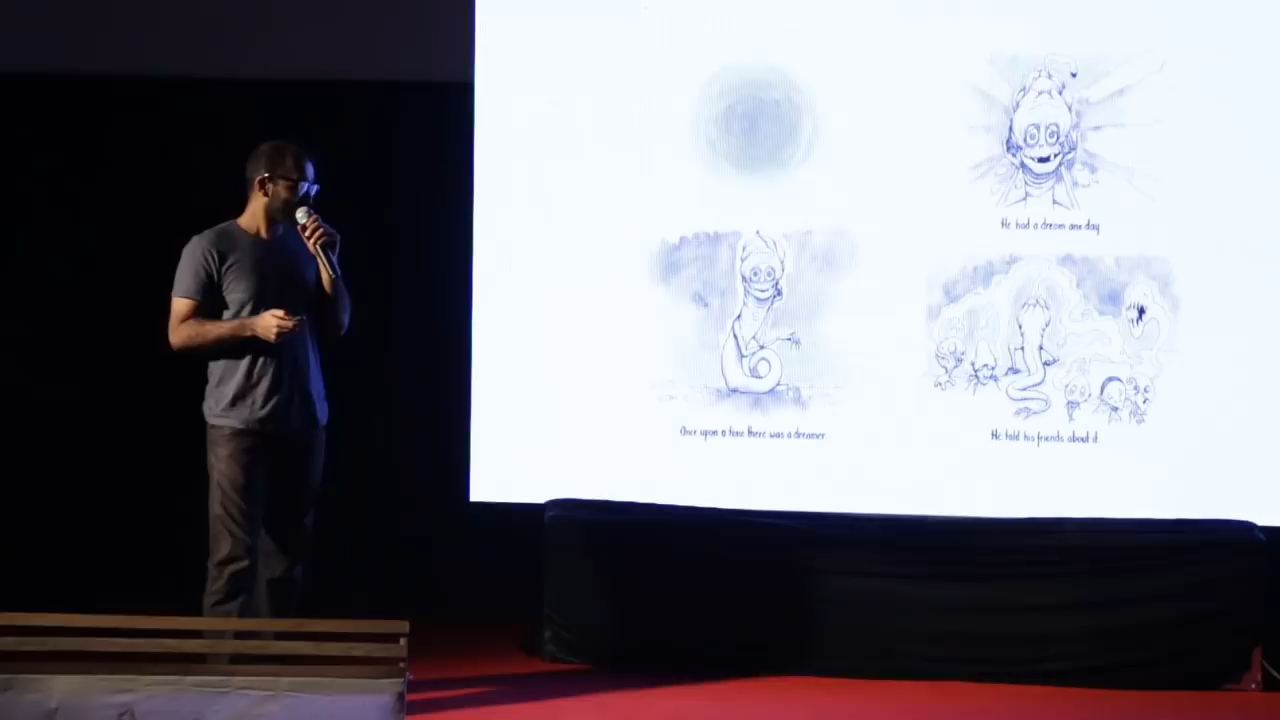 Once upon a time there was a dreamer.
He had a dream one day
He told his friends about it.